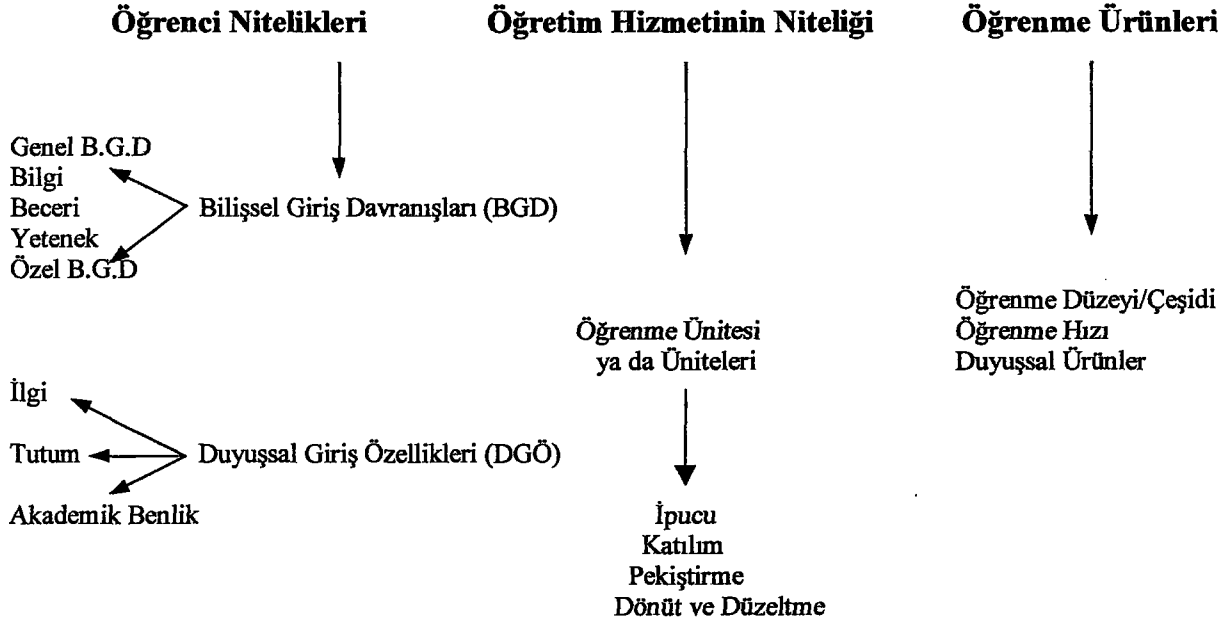 Öğrenci Nitelikleri
Öğretim Hizmetinin Niteliği
Öğrenme Ürünleri
Genel B.G.D
Bilgi
Beceri
Yetenek
Özel B.G.D
Bilişsel Giriş Davranışları (BGD)
İlgi
Tutum
Akademik Benlik
Duyuşsal Giriş Özellikleri (DGÖ)
Öğrenme Ünitesi
ya da Üniteleri
İpucu
Katılım
Pekiştirme
Dönüt ve Düzeltme
Öğrenme Düzeyi/Çeşidi
Öğrenme Hızı
Duyuşsal Ürünler